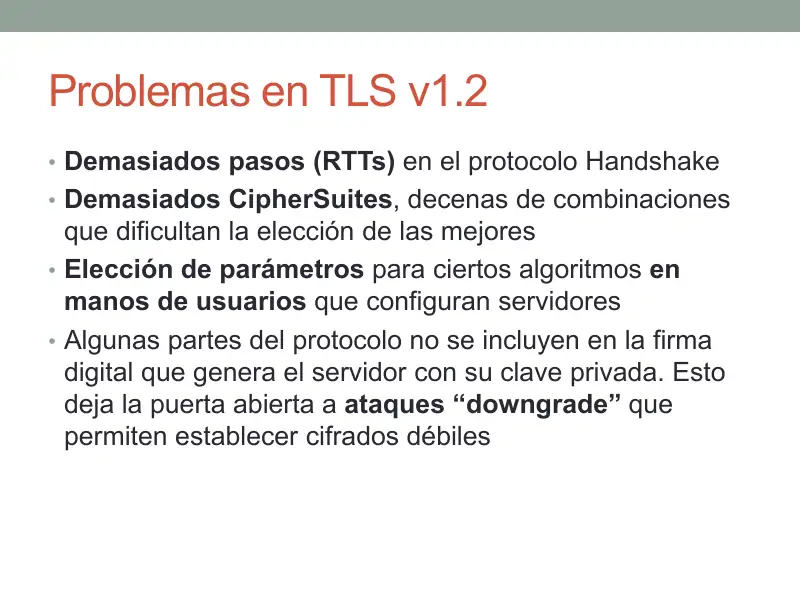 Problemas en TLS v1.2
• Demasiados pasos (RTTs) en el protocolo Handshake
• Demasiados CipherSuites, decenas de combinaciones
que dificultan la elección de las mejores
• Elección de parámetros para ciertos algoritmos en
manos de usuarios que configuran servidores
• Algunas partes del protocolo no se incluyen en la firma
digital que genera el servidor con su clave privada. Esto
deja la puerta abierta a ataques “downgrade” que
permiten establecer cifrados débiles